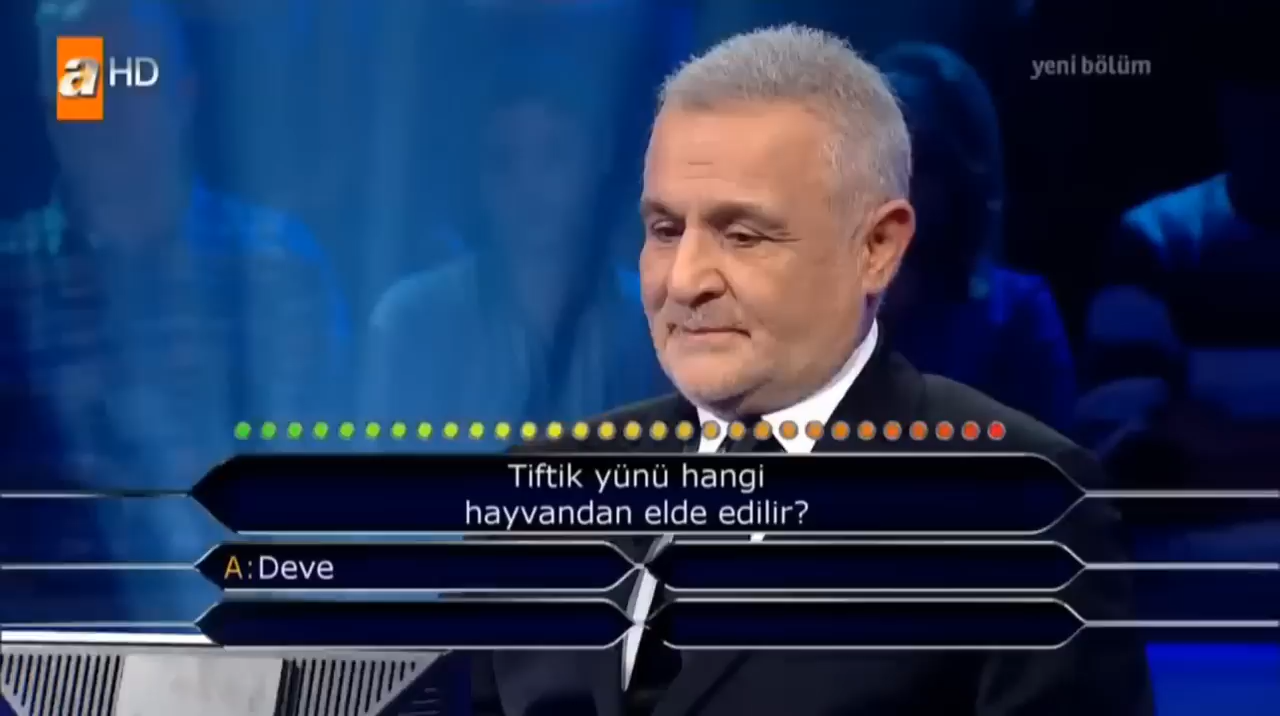 a HD
yeni bölüm
Tiftik yünü hangi
hayvandan elde edilir?
A:Deve